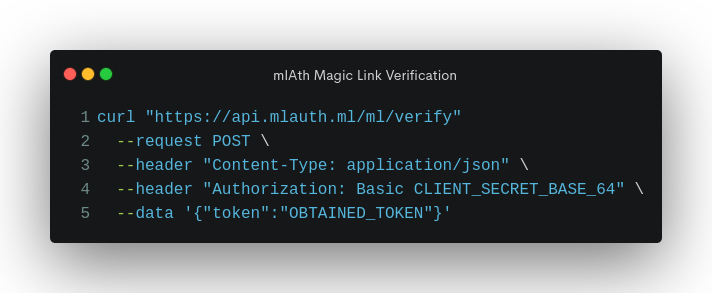 mlAth Magic Link Verification
1 curl "https://api.mlauth.ml/ml/verify"
2 --request POST \
3 --header "Content-Type: application/json" \
4 --header "Authorization: Basic CLIENT_SECRET_BASE_64" \
5 --data '{"token":"OBTAINED_TOKEN"}'